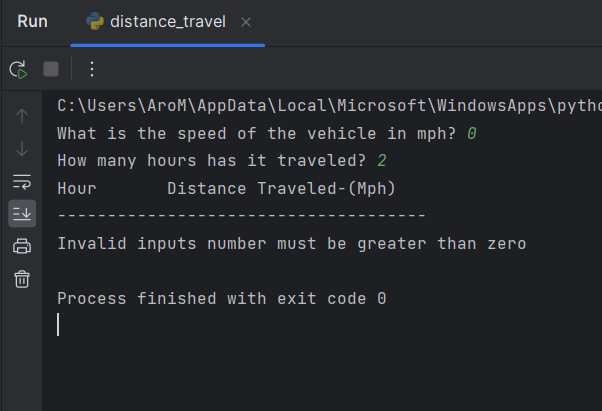 Run distance_travel
C:\Users\AroM\AppData\Local\Microsoft\WindowsApps\pytho
What is the speed of the vehicle in mph? 0
How many hours has it traveled? 2
Hour       Distance Traveled-(Mph)
-------------------------------------
Invalid inputs number must be greater than zero
Process finished with exit code 0